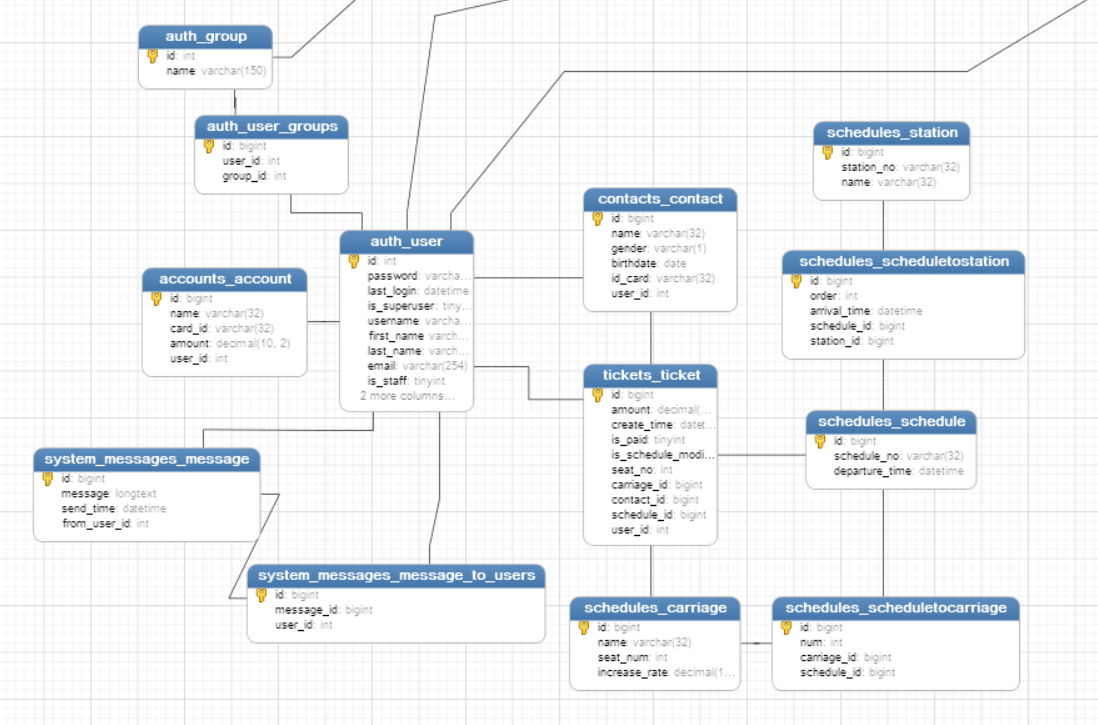 auth_group
id: int
name: varchar(150)
auth_user_groups
id: bigint
user_id: int
group_id: int
schedules_station
id: bigint
station_no: varchar(32)
name: varchar(32)
contacts_contact
id: bigint
name: varchar(32)
gender: varchar(1)
birthdate: date
id_card: varchar(32)
user_id: int
auth_user
id: int
password: varcha...
last_login: datetime
is_superuser: tiny...
username: varcha...
first_name: varch...
last_name: varch...
email: varchar(254)
is_staff: tinyint
2 more columns...
schedules_scheduletostation
id: bigint
order: int
arrival_time: datetime
schedule_id: bigint
station_id: bigint
accounts_account
id: bigint
name: varchar(32)
card_id: varchar(32)
amount: decimal(10, 2)
user_id: int
tickets_ticket
id: bigint
amount: decimal(...
create_time: datet...
is_paid: tinyint
is_schedule_modi...
seat_no: int
carriage_id: bigint
contact_id: bigint
schedule_id: bigint
user_id: int
schedules_schedule
id: bigint
schedule_no: varchar(32)
departure_time: datetime
system_messages_message
id: bigint
message: longtext
send_time: datetime
from_user_id: int
system_messages_message_to_users
id: bigint
message_id: bigint
user_id: int
schedules_carriage
id: bigint
name: varchar(32)
seat_num: int
increase_rate: decimal(1...
schedules_scheduletocarriage
id: bigint
num: int
carriage_id: bigint
schedule_id: bigint